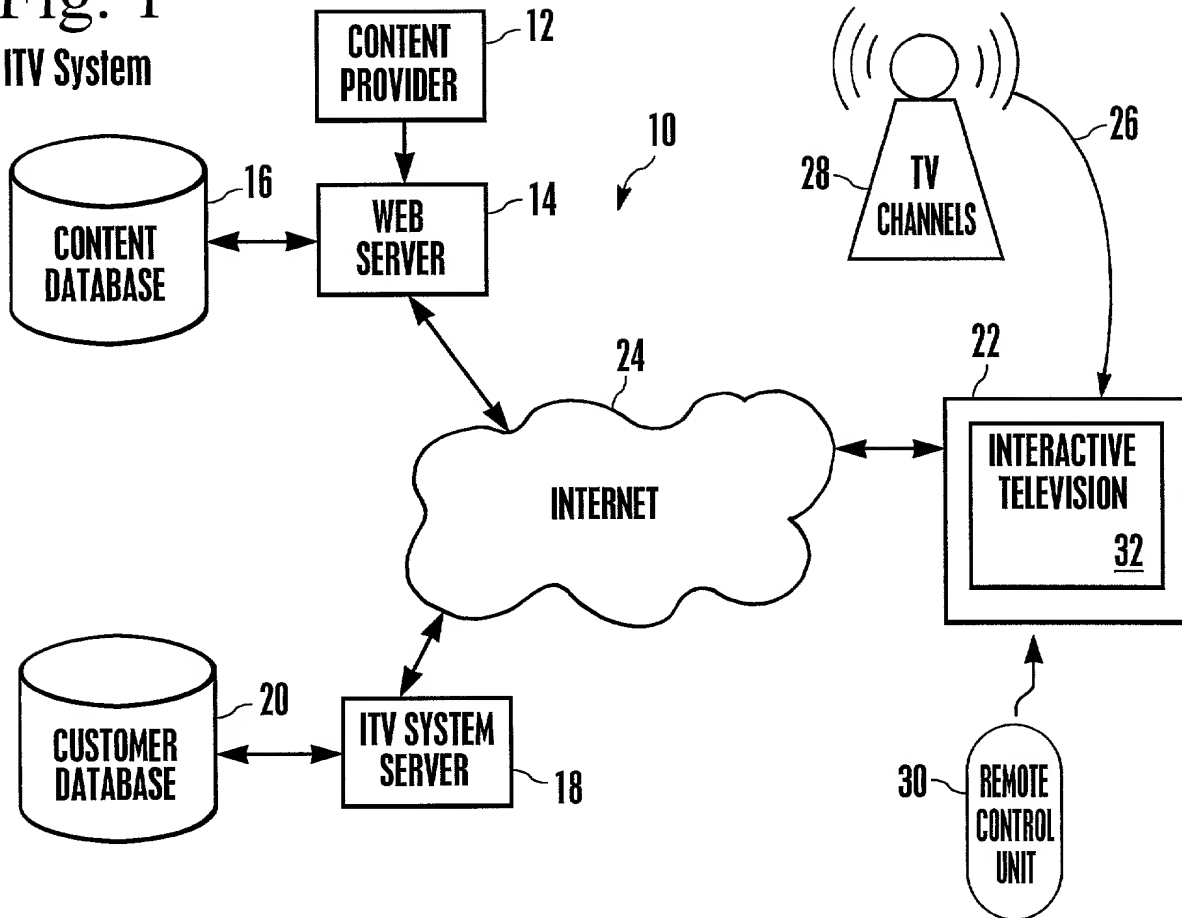 Fig. 1
ITV System
CONTENT
PROVIDER
12
10
26
28
TV
CHANNELS
16
CONTENT
DATABASE
14
WEB
SERVER
24
INTERNET
22
INTERACTIVE
TELEVISION
32
20
CUSTOMER
DATABASE
ITV SYSTEM
SERVER
18
30
REMOTE
CONTROL
UNIT